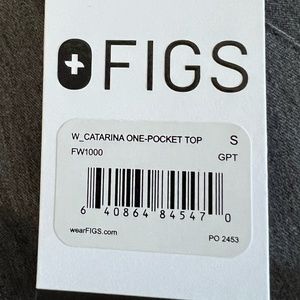 FIGS
W_CATARINA ONE-POCKET TOP S
FW1000 GPT
6 40864 84547 0
wearFIGS.com PO 2453